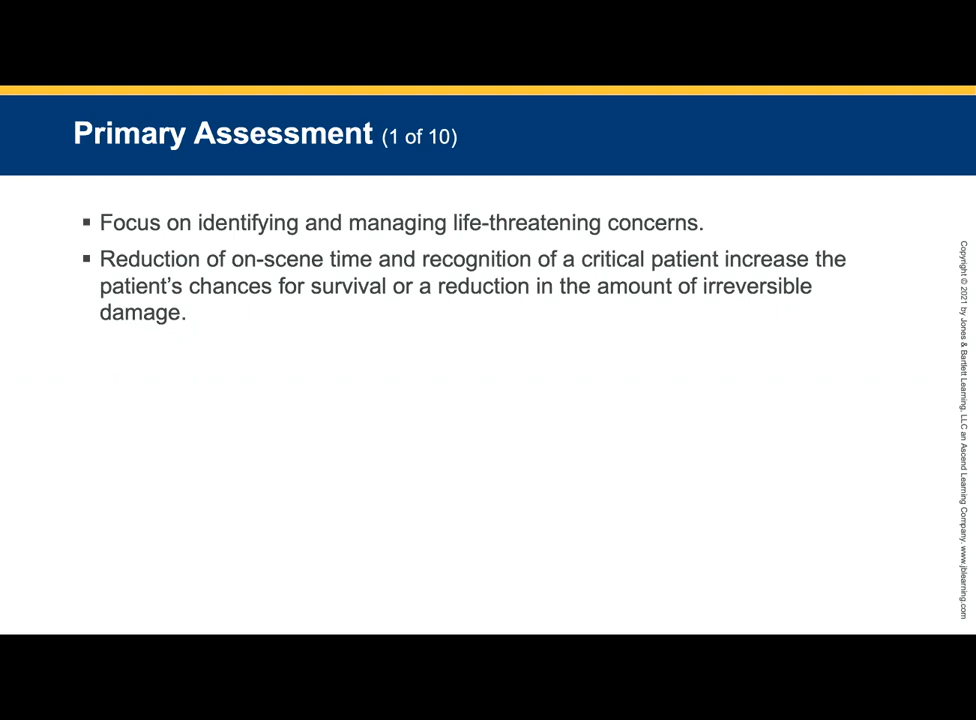 Primary Assessment (1 of 10)
▪ Focus on identifying and managing life-threatening concerns.
▪ Reduction of on-scene time and recognition of a critical patient increase the
patient’s chances for survival or a reduction in the amount of irreversible
damage.
Copyright © 2021 by Jones & Bartlett Learning, LLC an Ascend Learning Company. www.jblearning.com